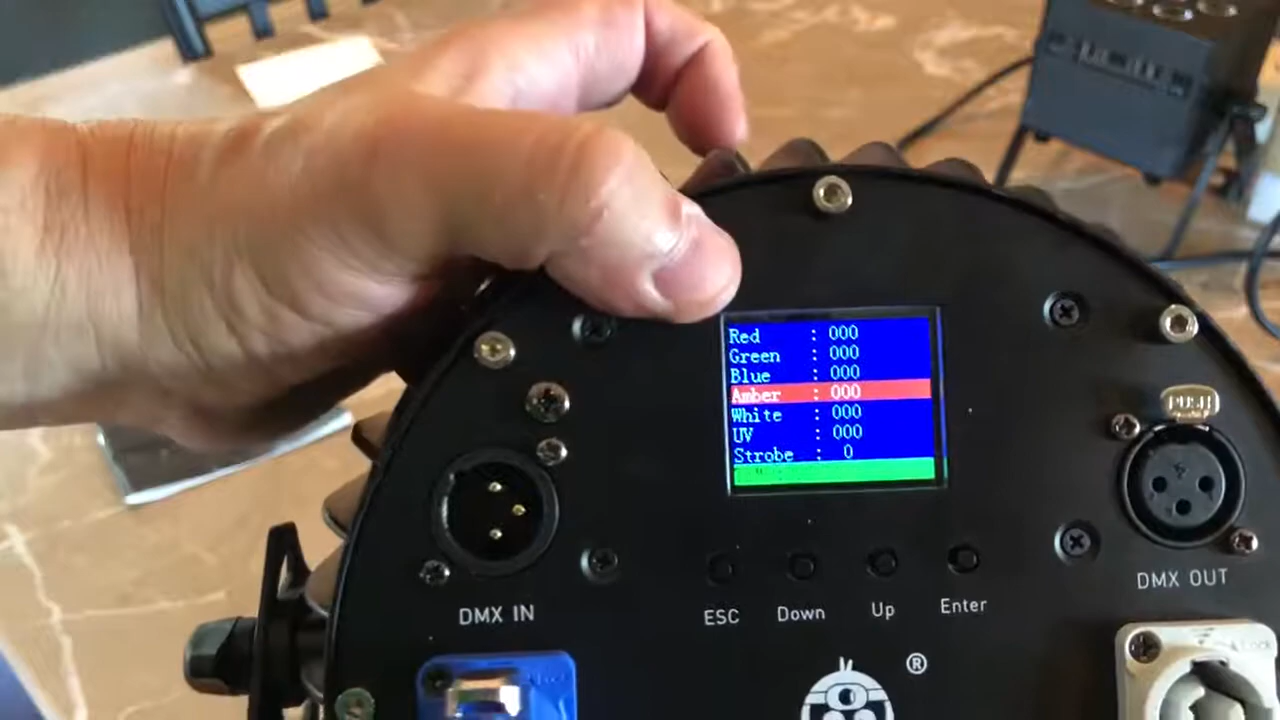 Red : 000
Green : 000
Blue : 000
Amber : 000
White : 000
UV : 000
Strobe : 0
PUSH
DMX IN
ESC
Down
Up
Enter
DMX OUT
®